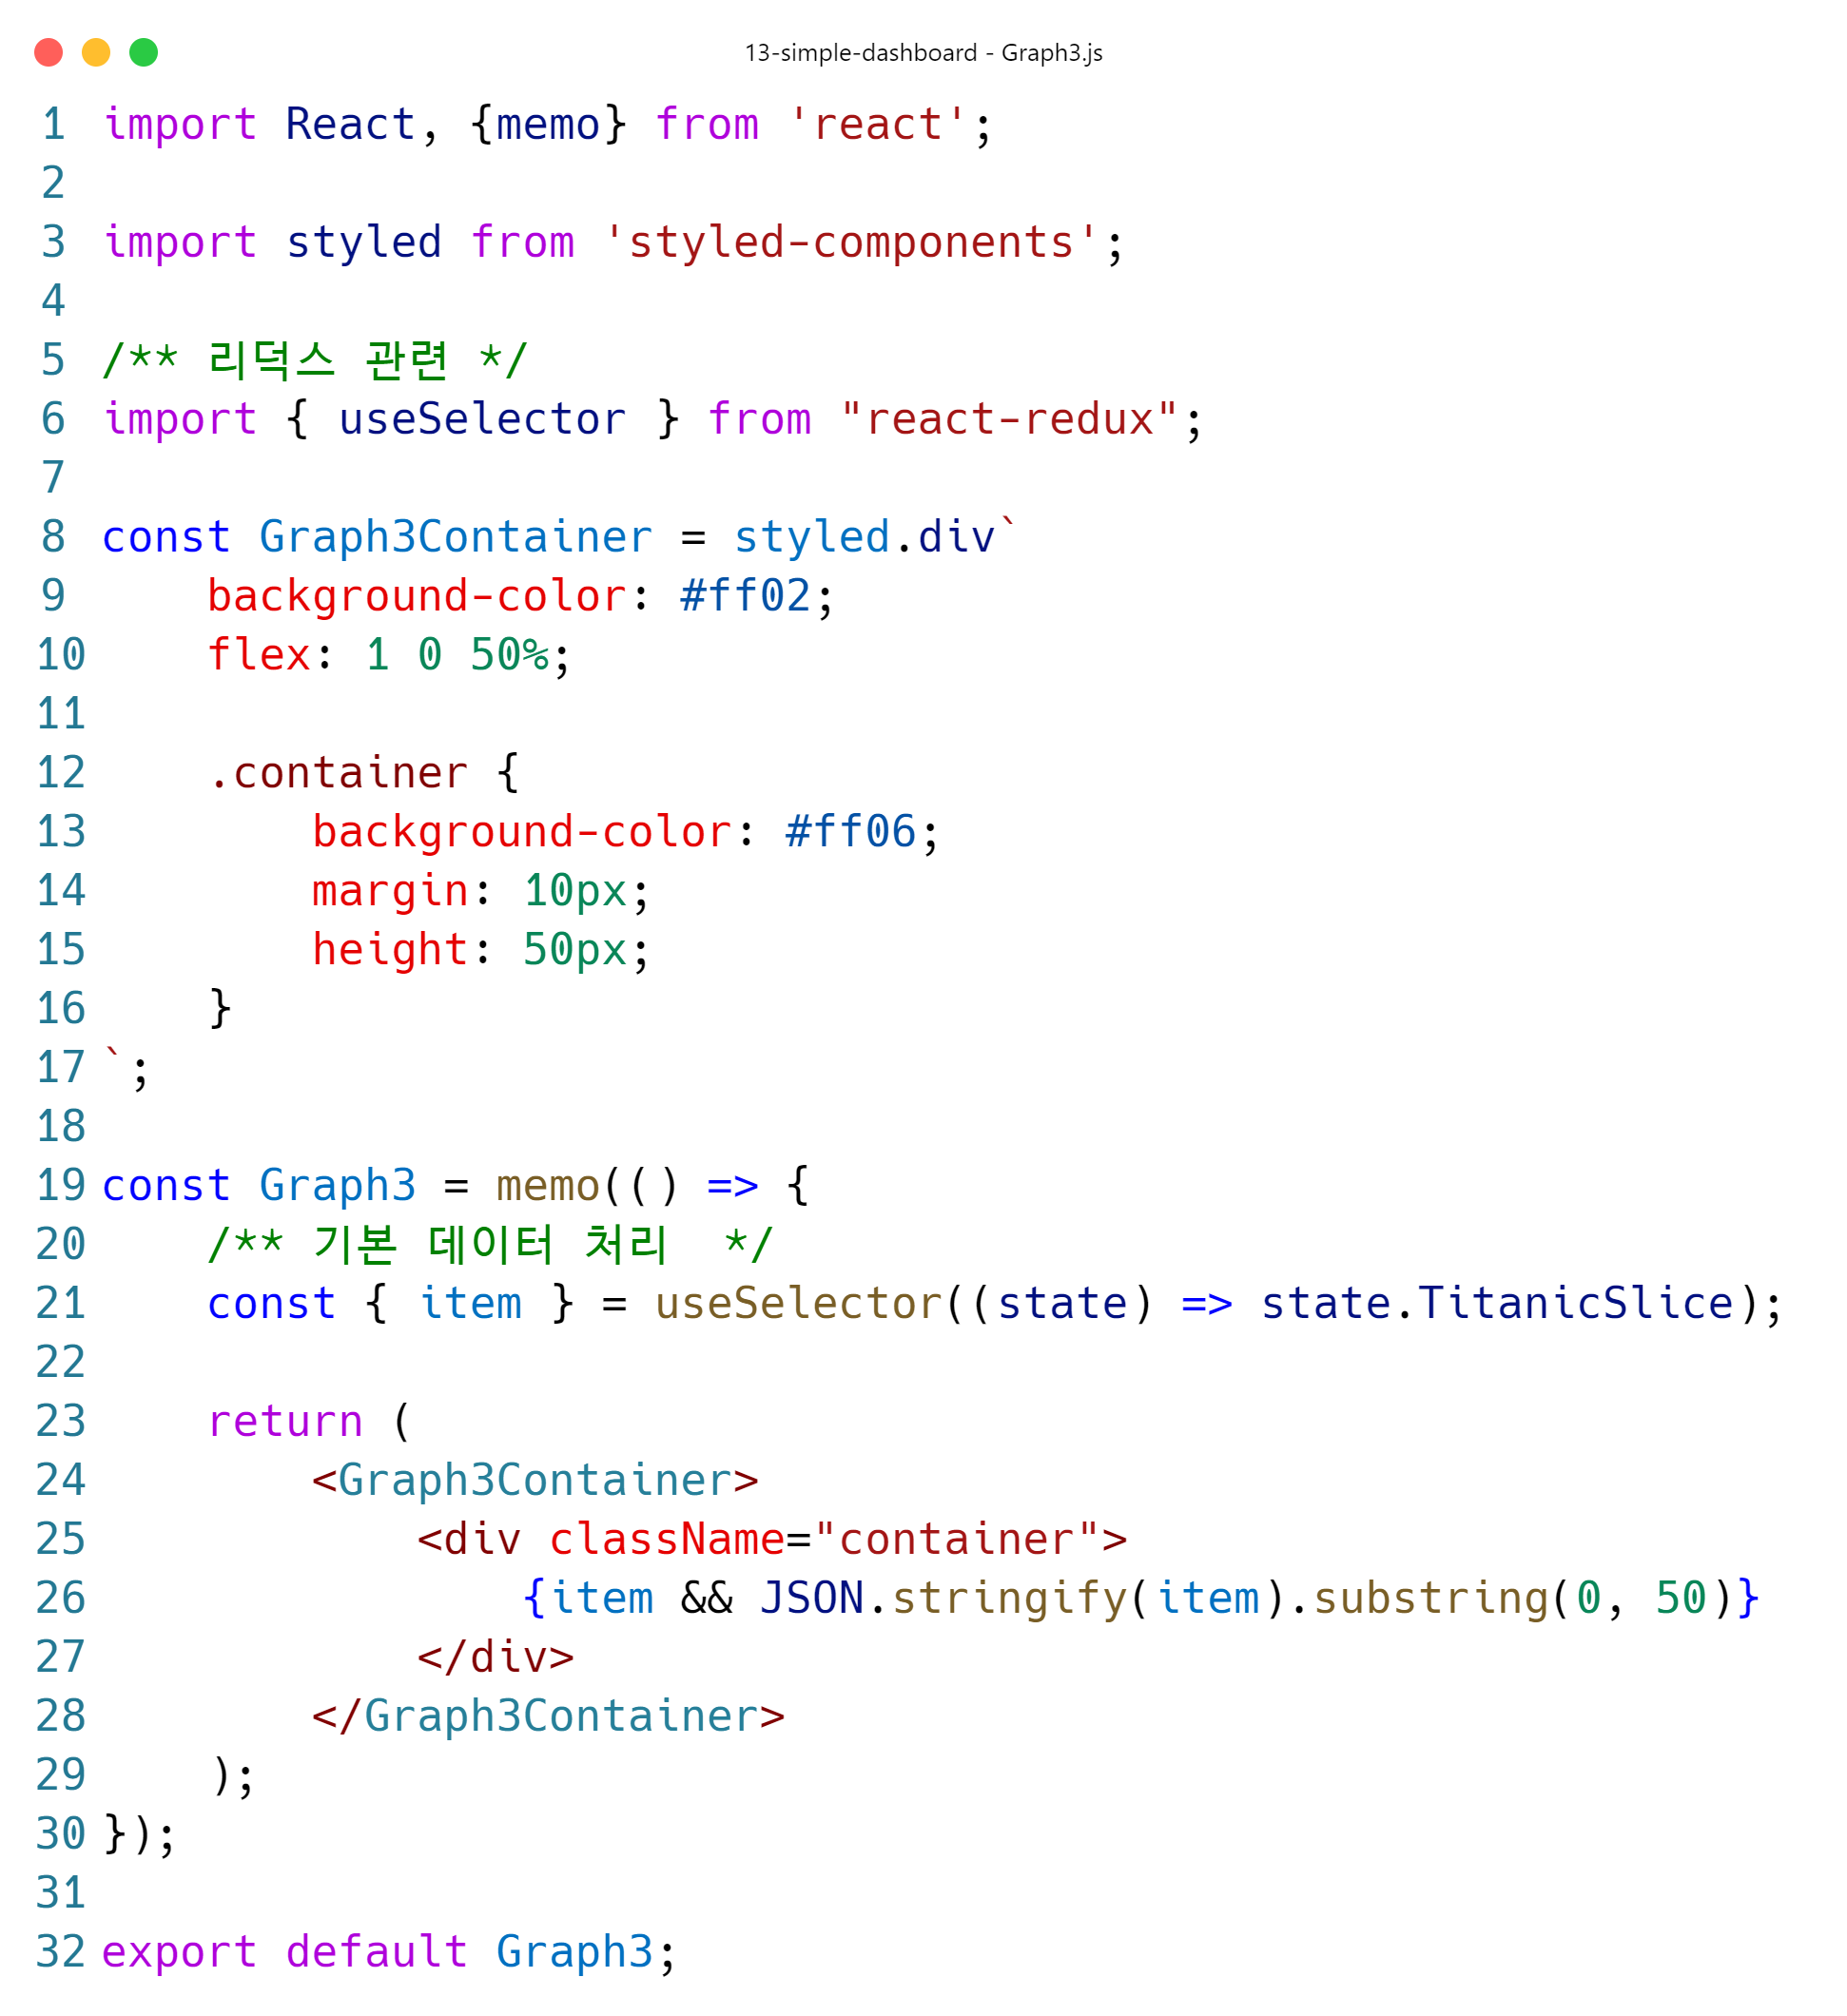 13-simple-dashboard - Graph3.js
1 import React, {memo} from 'react';
2
3 import styled from 'styled-components';
4
5 /** 리덕스 관련 */
6 import { useSelector } from "react-redux";
7
8 const Graph3Container = styled.div`
9     background-color: #ff02;
10     flex: 1 0 50%;
11
12     .container {
13         background-color: #ff06;
14         margin: 10px;
15         height: 50px;
16     }
17 `;
18
19 const Graph3 = memo(() => {
20     /** 기본 데이터 처리  */
21     const { item } = useSelector((state) => state.TitanicSlice);
22
23     return (
24         <Graph3Container>
25             <div className="container">
26                 {item && JSON.stringify(item).substring(0, 50)}
27             </div>
28         </Graph3Container>
29     );
30 });
31
32 export default Graph3;